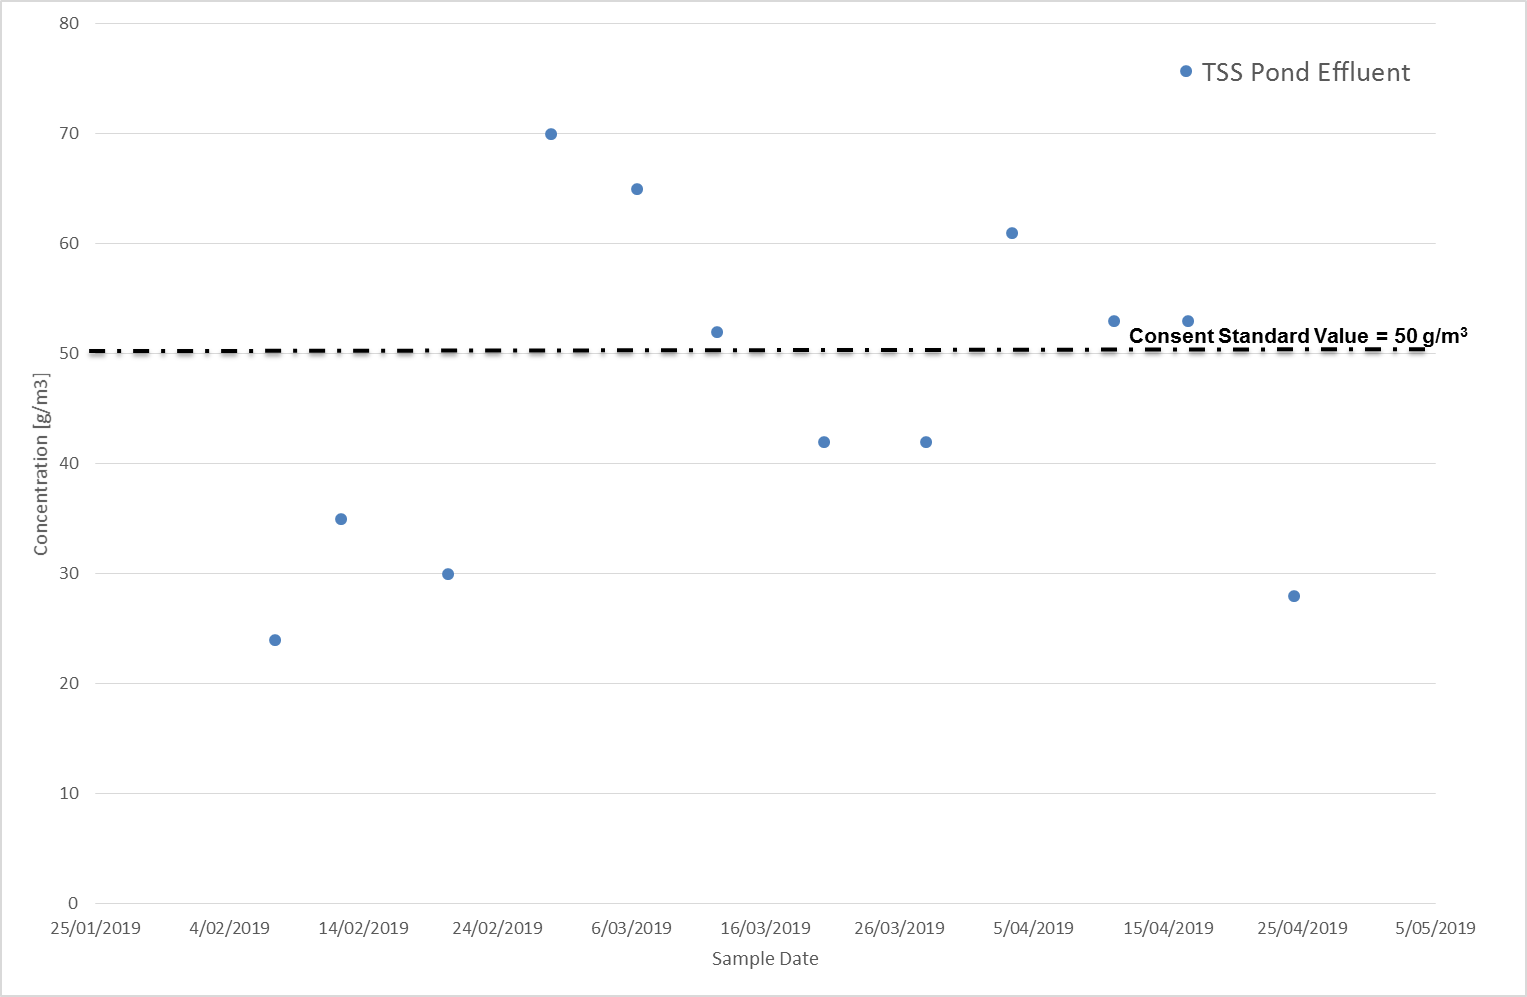 80
TSS Pond Effluent
70
60
Consent Standard Value = 50 g/m³
50
40
30
20
10
0
Concentration [g/m3]
25/01/2019 4/02/2019 14/02/2019 24/02/2019 6/03/2019 16/03/2019 26/03/2019 5/04/2019 15/04/2019 25/04/2019 5/05/2019
Sample Date